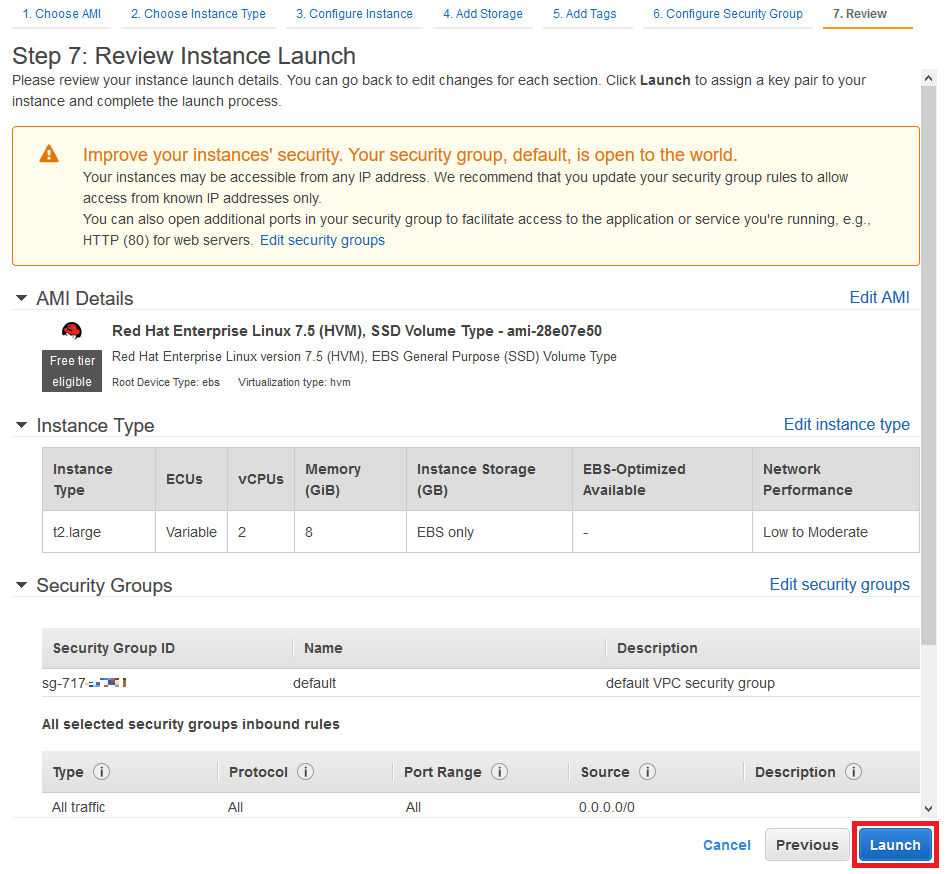 1. Choose AMI 2. Choose Instance Type 3. Configure Instance 4. Add Storage 5. Add Tags 6. Configure Security Group 7. Review
Step 7: Review Instance Launch
Please review your instance launch details. You can go back to edit changes for each section. Click Launch to assign a key pair to your
instance and complete the launch process.
Improve your instances' security. Your security group, default, is open to the world.
Your instances may be accessible from any IP address. We recommend that you update your security group rules to allow
access from known IP addresses only.
You can also open additional ports in your security group to facilitate access to the application or service you're running, e.g.,
HTTP (80) for web servers. Edit security groups
AMI Details Edit AMI
Red Hat Enterprise Linux 7.5 (HVM), SSD Volume Type - ami-28e07e50
Free tier
eligible
Red Hat Enterprise Linux version 7.5 (HVM), EBS General Purpose (SSD) Volume Type
Root Device Type: ebs Virtualization type: hvm
Instance Type Edit instance type
Instance
Type
ECUs
vCPUs
Memory
(GiB)
Instance Storage
(GB)
EBS-Optimized
Available
Network
Performance
t2.large Variable 2 8 EBS only - Low to Moderate
Security Groups Edit security groups
Security Group ID Name Description
sg-717 default default VPC security group
All selected security groups inbound rules
Type i Protocol i Port Range i Source i Description i
All traffic All All 0.0.0.0/0
Cancel Previous Launch